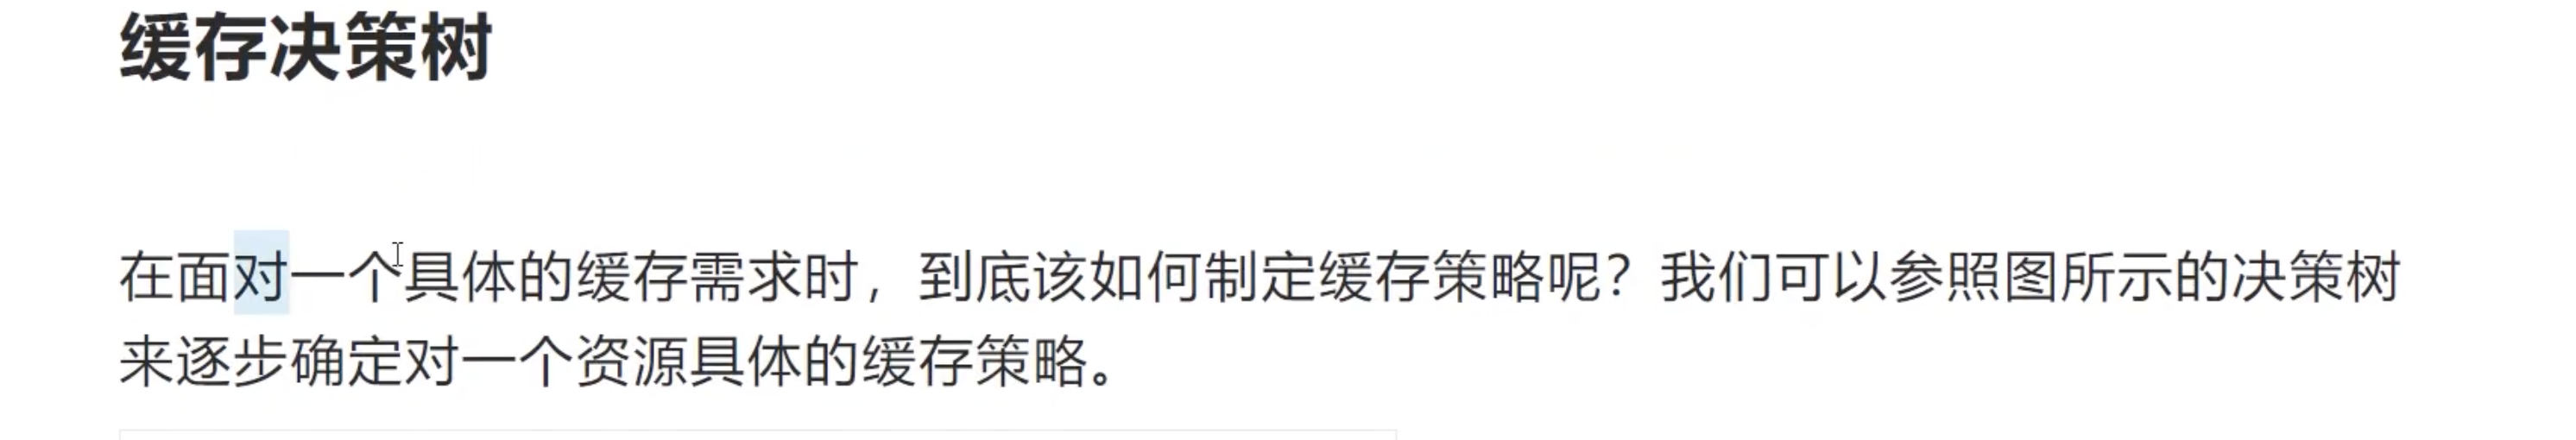 缓存决策树
在面对一个具体的缓存需求时，到底该如何制定缓存策略呢？我们可以参照图所示的决策树
来逐步确定对一个资源具体的缓存策略。